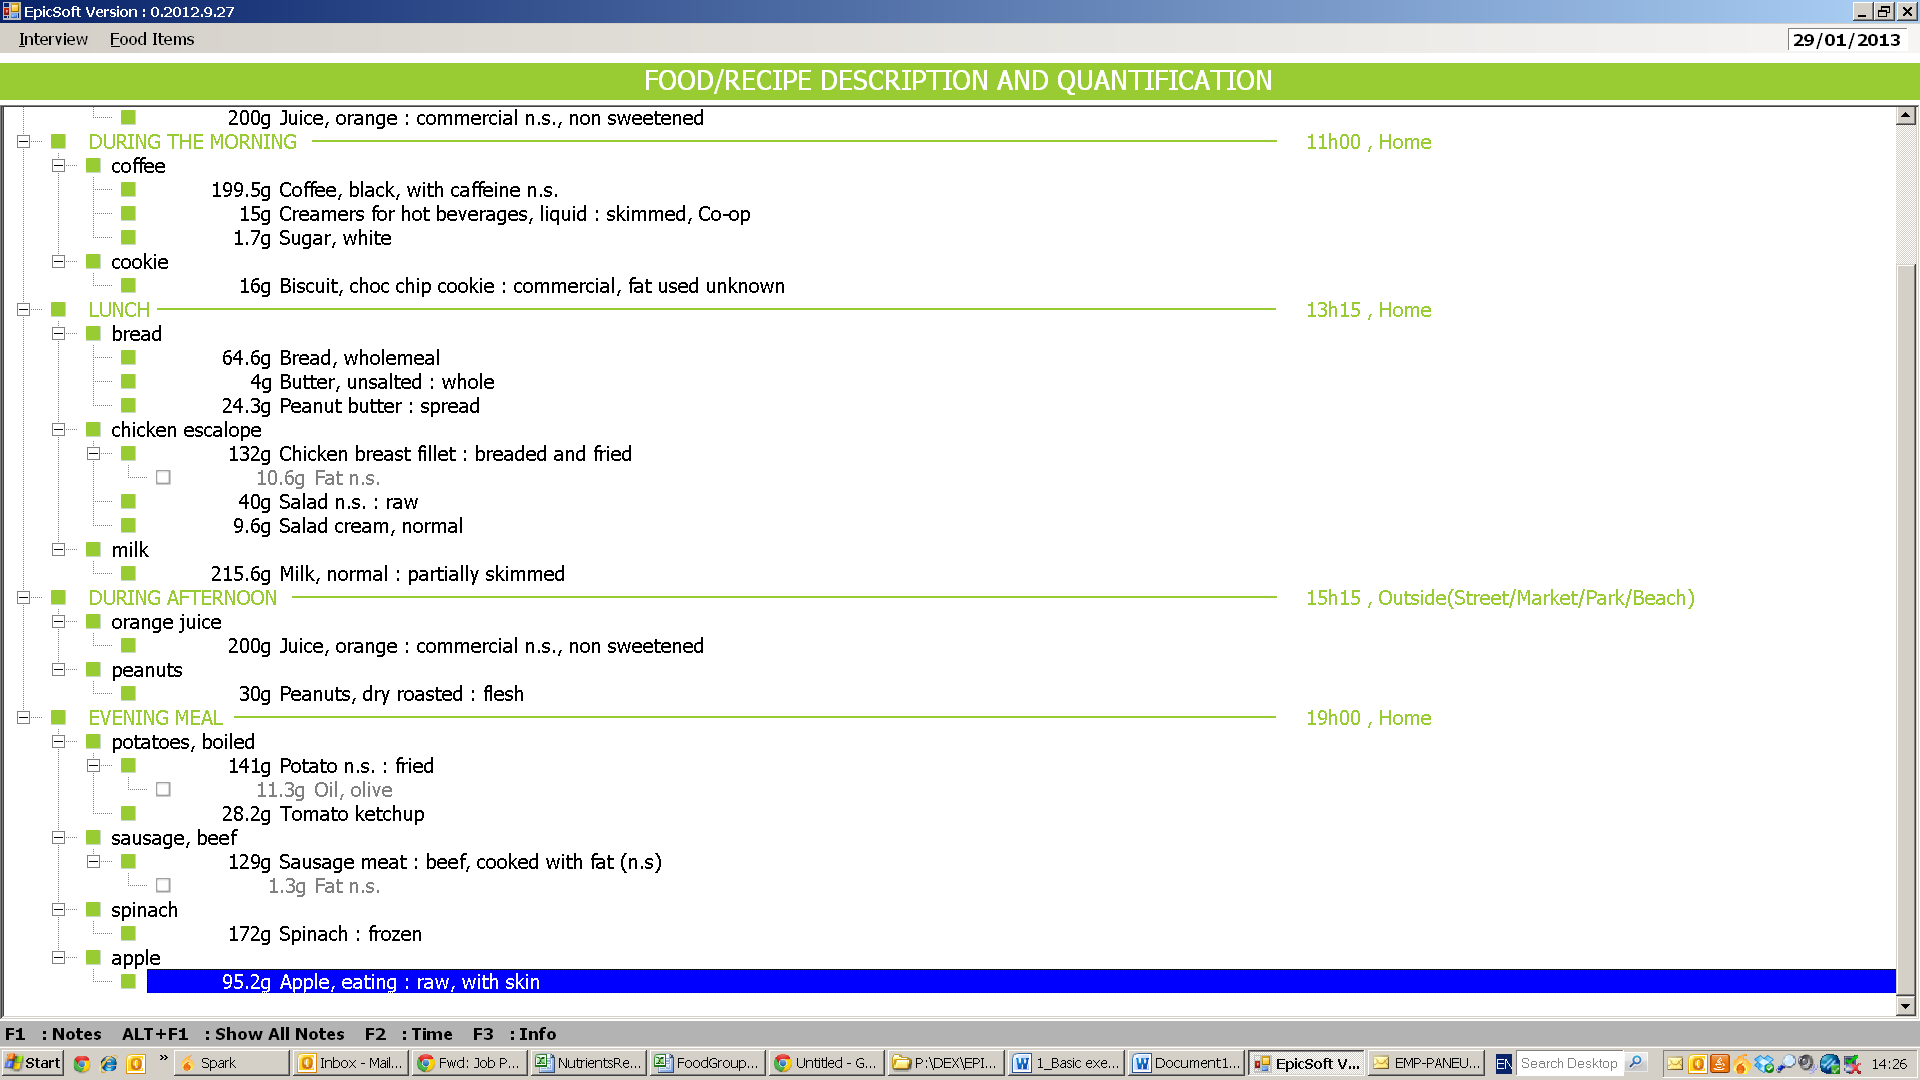 EpicSoft Version : 0.2012.9.27
Interview Food Items 29/01/2013
FOOD/RECIPE DESCRIPTION AND QUANTIFICATION
200g Juice, orange : commercial n.s., non sweetened
DURING THE MORNING 11h00 , Home
coffee
199.5g Coffee, black, with caffeine n.s.
15g Creamers for hot beverages, liquid : skimmed, Co-op
1.7g Sugar, white
cookie
16g Biscuit, choc chip cookie : commercial, fat used unknown
LUNCH 13h15 , Home
bread
64.6g Bread, wholemeal
4g Butter, unsalted : whole
24.3g Peanut butter : spread
chicken escalope
132g Chicken breast fillet : breaded and fried
10.6g Fat n.s.
40g Salad n.s. : raw
9.6g Salad cream, normal
milk
215.6g Milk, normal : partially skimmed
DURING AFTERNOON 15h15 , Outside(Street/Market/Park/Beach)
orange juice
200g Juice, orange : commercial n.s., non sweetened
peanuts
30g Peanuts, dry roasted : flesh
EVENING MEAL 19h00 , Home
potatoes, boiled
141g Potato n.s. : fried
11.3g Oil, olive
28.2g Tomato ketchup
sausage, beef
129g Sausage meat : beef, cooked with fat (n.s)
1.3g Fat n.s.
spinach
172g Spinach : frozen
apple
95.2g Apple, eating : raw, with skin
F1 : Notes ALT+F1 : Show All Notes F2 : Time F3 : Info
Start » Spark Inbox - Mail... Fwd: Job P... NutrientsRe... FoodGroup... Untitled - G... P:\DEX\EPI... 1_Basic exe... Document1... EpicSoft V... EMP-PANEU... EN Search Desktop 14:26